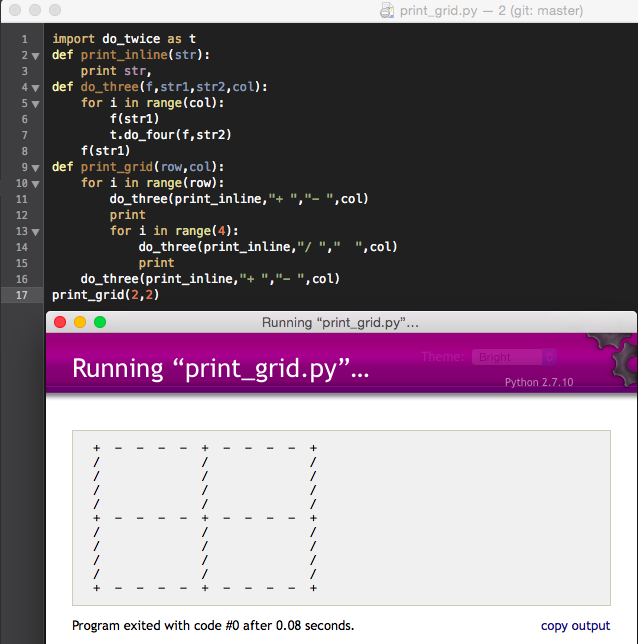 print_grid.py — 2 (git: master)
1 import do_twice as t
2 def print_inline(str):
3     print str,
4 def do_three(f,str1,str2,col):
5     for i in range(col):
6         f(str1)
7         t.do_four(f,str2)
8     f(str1)
9 def print_grid(row,col):
10     for i in range(row):
11         do_three(print_inline,"+ ","- ",col)
12         print
13         for i in range(4):
14             do_three(print_inline,"/ ","  ",col)
15             print
16     do_three(print_inline,"+ ","- ",col)
17 print_grid(2,2)
Running “print_grid.py”...
Theme: Bright
Running “print_grid.py”...
Python 2.7.10
+  -  -  -  -  +  -  -  -  -  +
/              /              /
/              /              /
/              /              /
/              /              /
+  -  -  -  -  +  -  -  -  -  +
/              /              /
/              /              /
/              /              /
/              /              /
+  -  -  -  -  +  -  -  -  -  +
Program exited with code #0 after 0.08 seconds. copy output